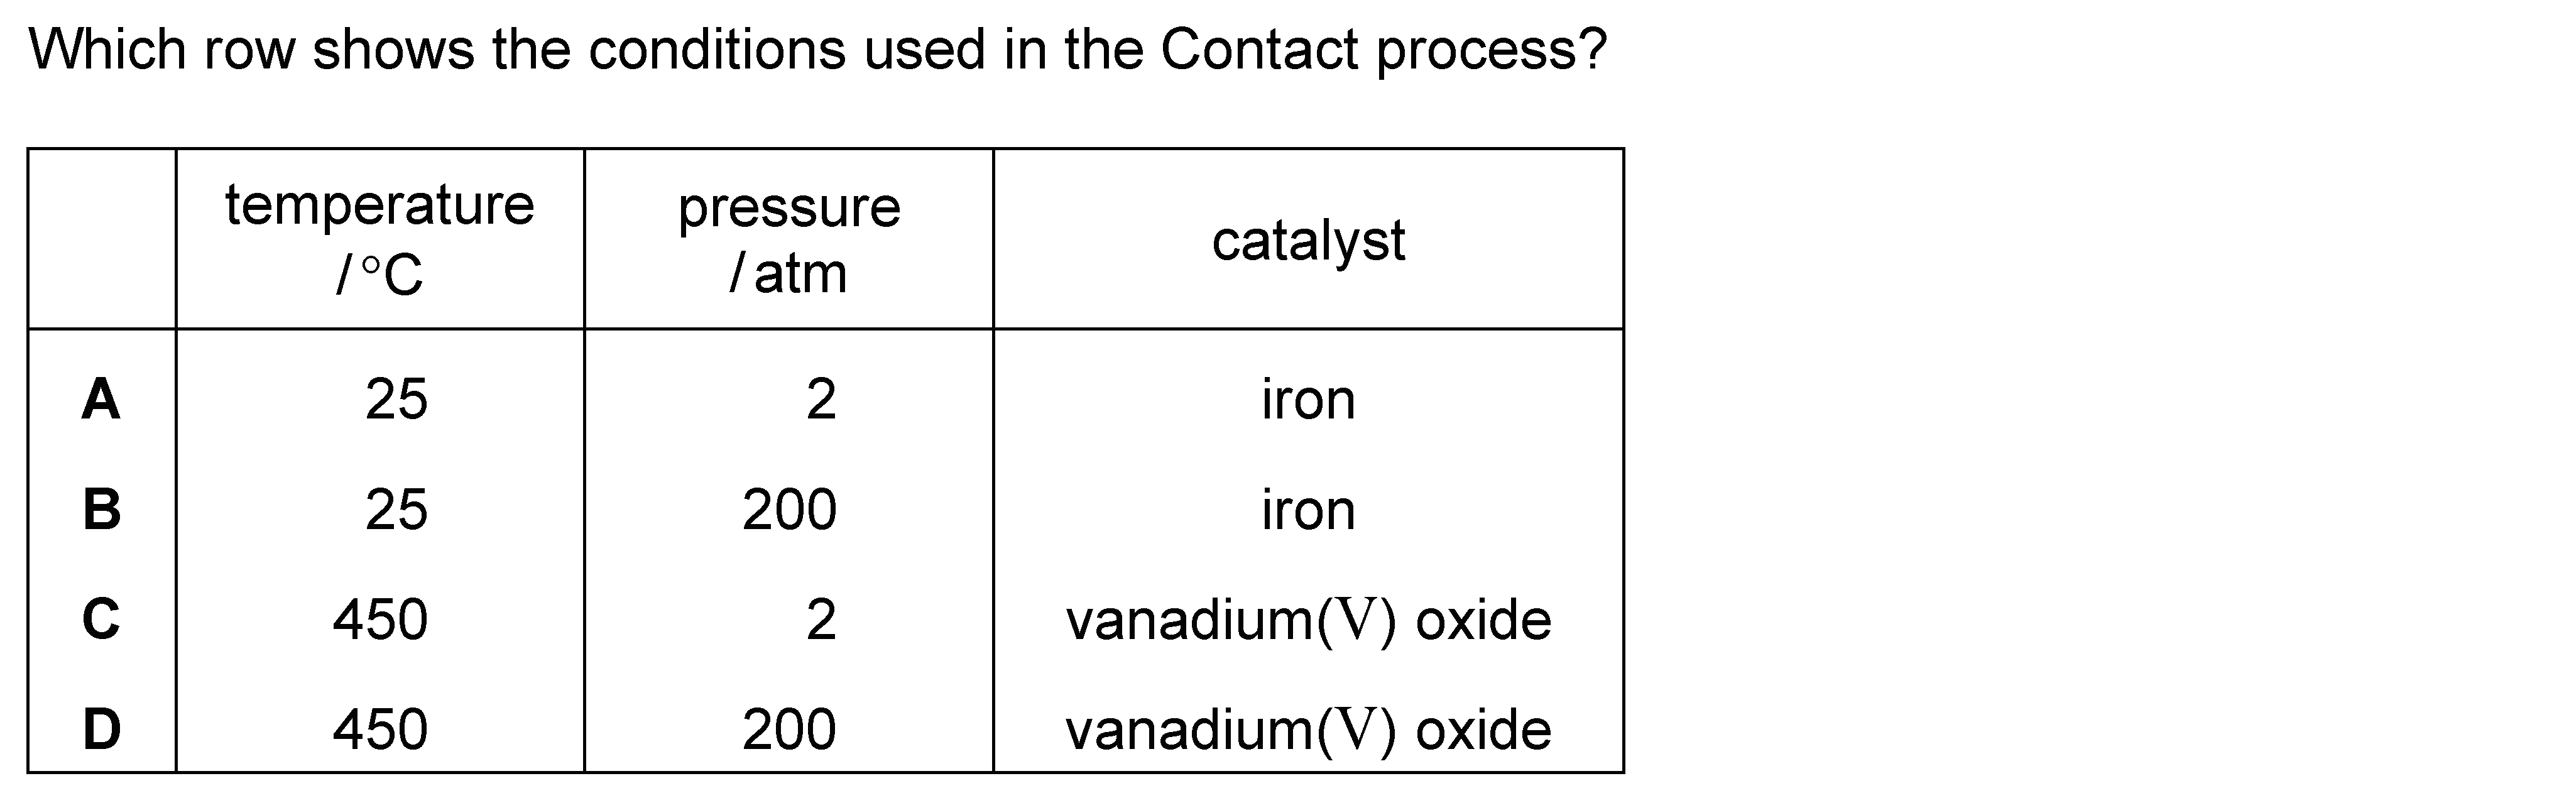 Which row shows the conditions used in the Contact process?
temperature pressure catalyst
/ °C / atm
A 25 2 iron
B 25 200 iron
C 450 2 vanadium(V) oxide
D 450 200 vanadium(V) oxide